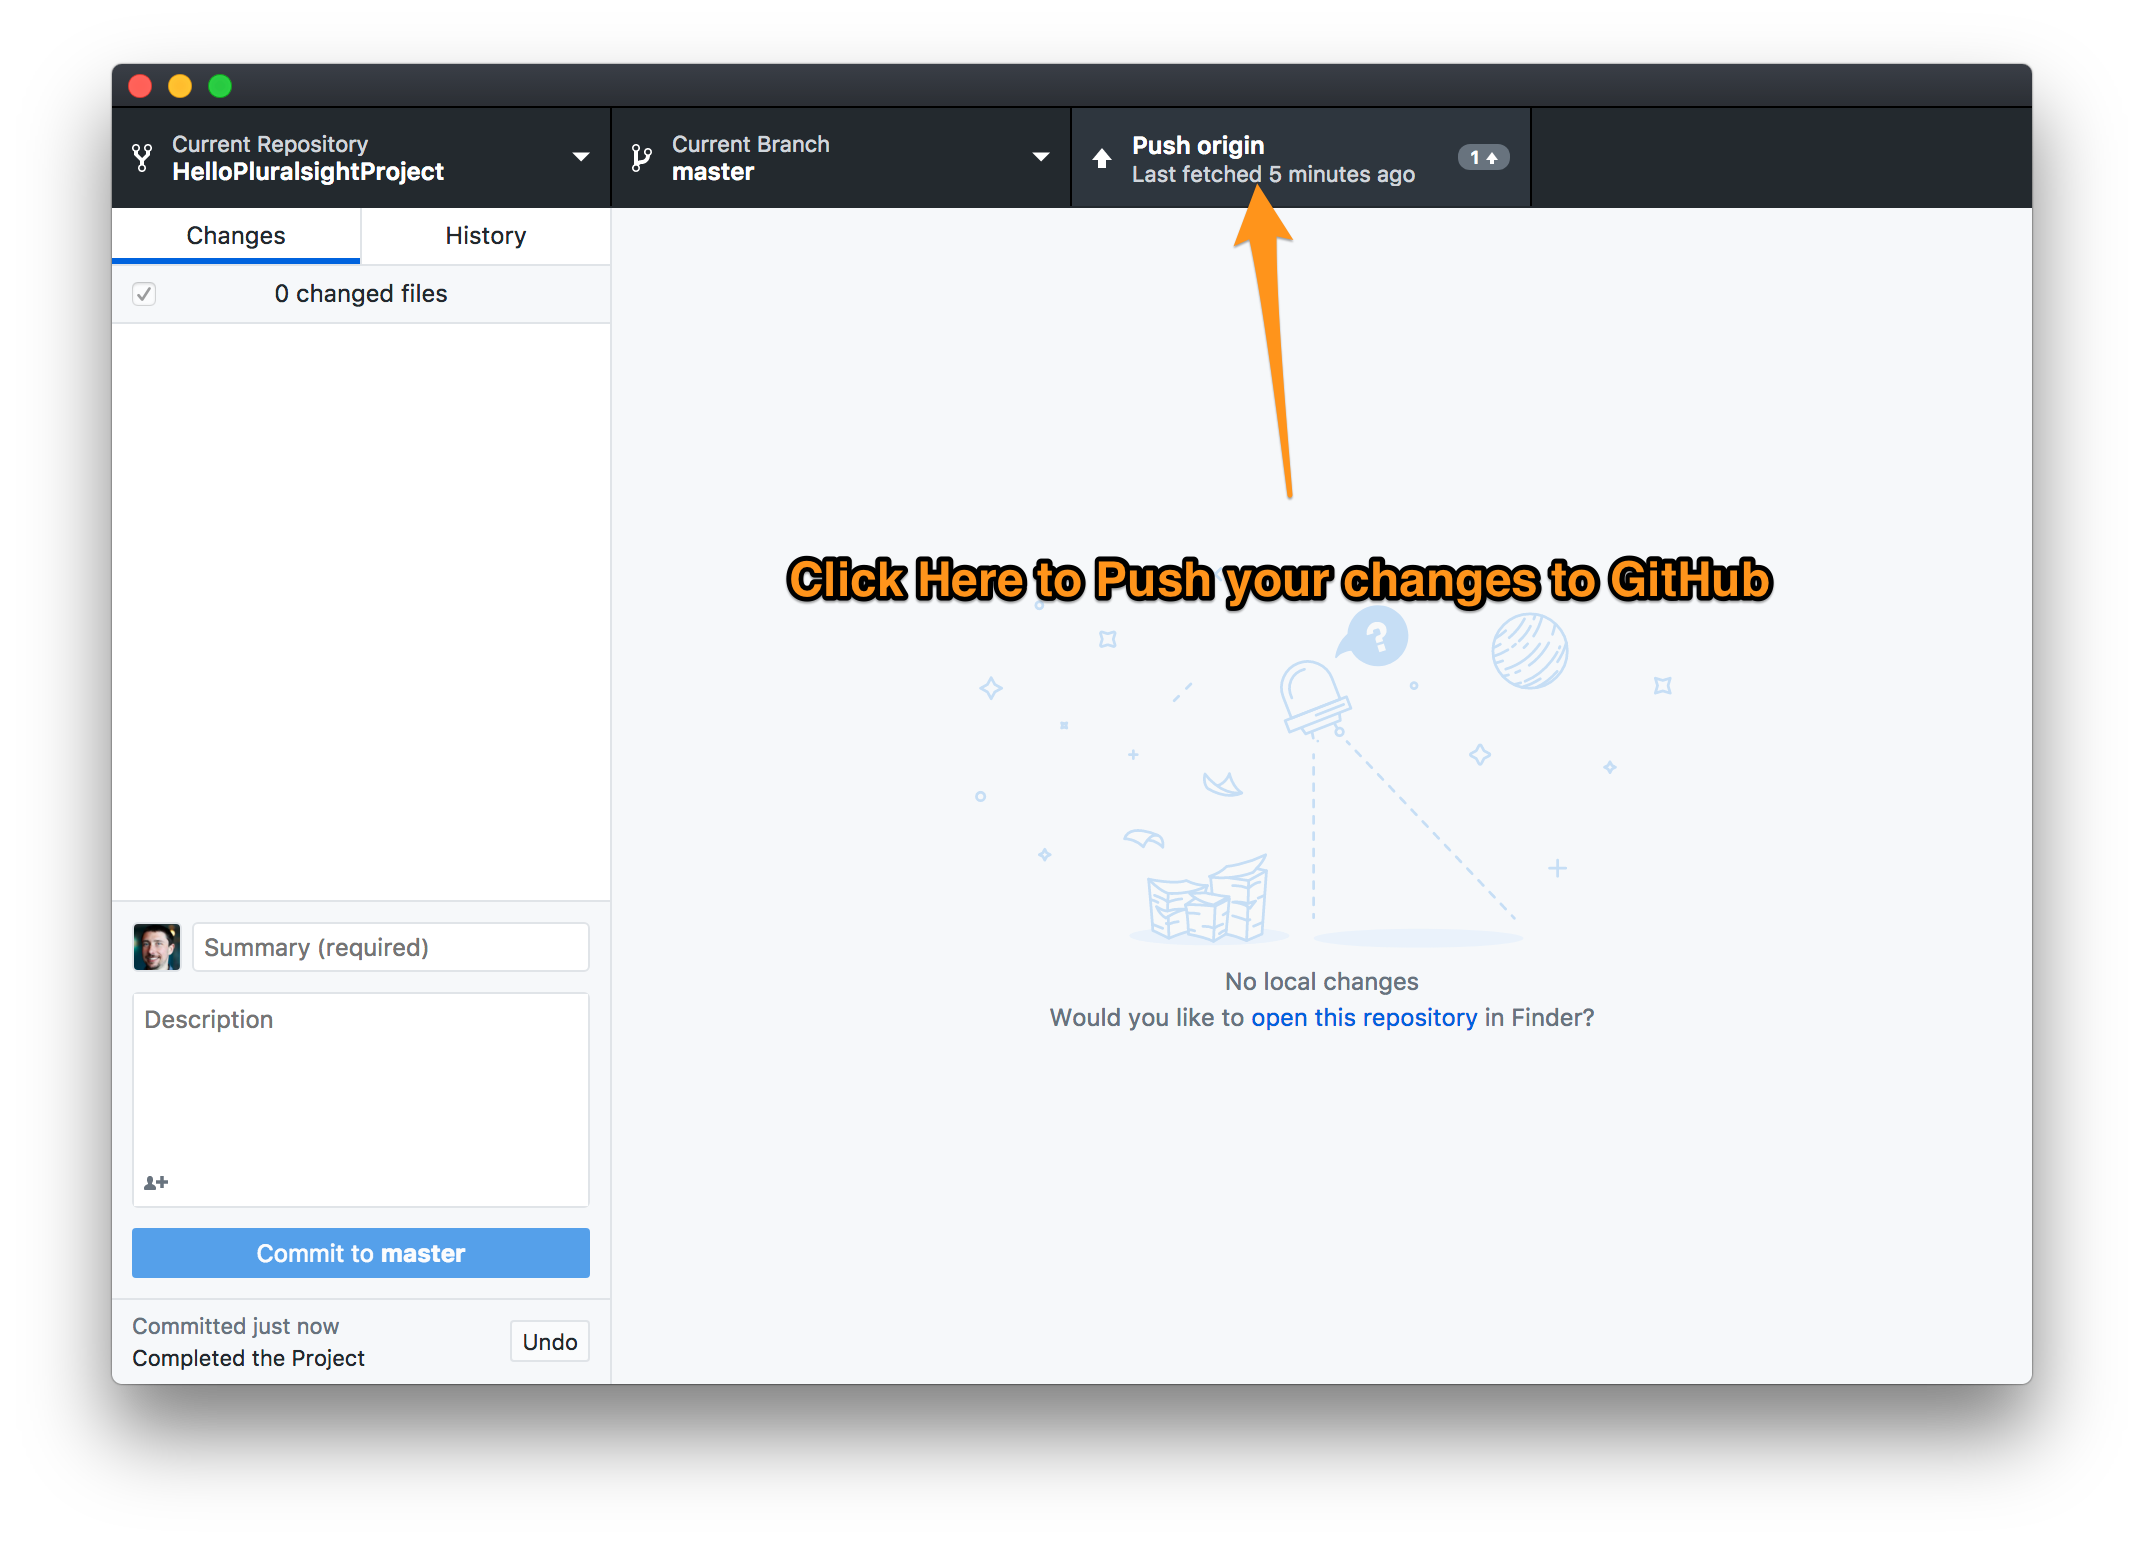 Current Repository
HelloPluralsightProject
Current Branch
master
Push origin
Last fetched 5 minutes ago
1
Changes
History
0 changed files
Click Here to Push your changes to GitHub
?
No local changes
Would you like to open this repository in Finder?
Summary (required)
Description
Commit to master
Committed just now
Completed the Project
Undo